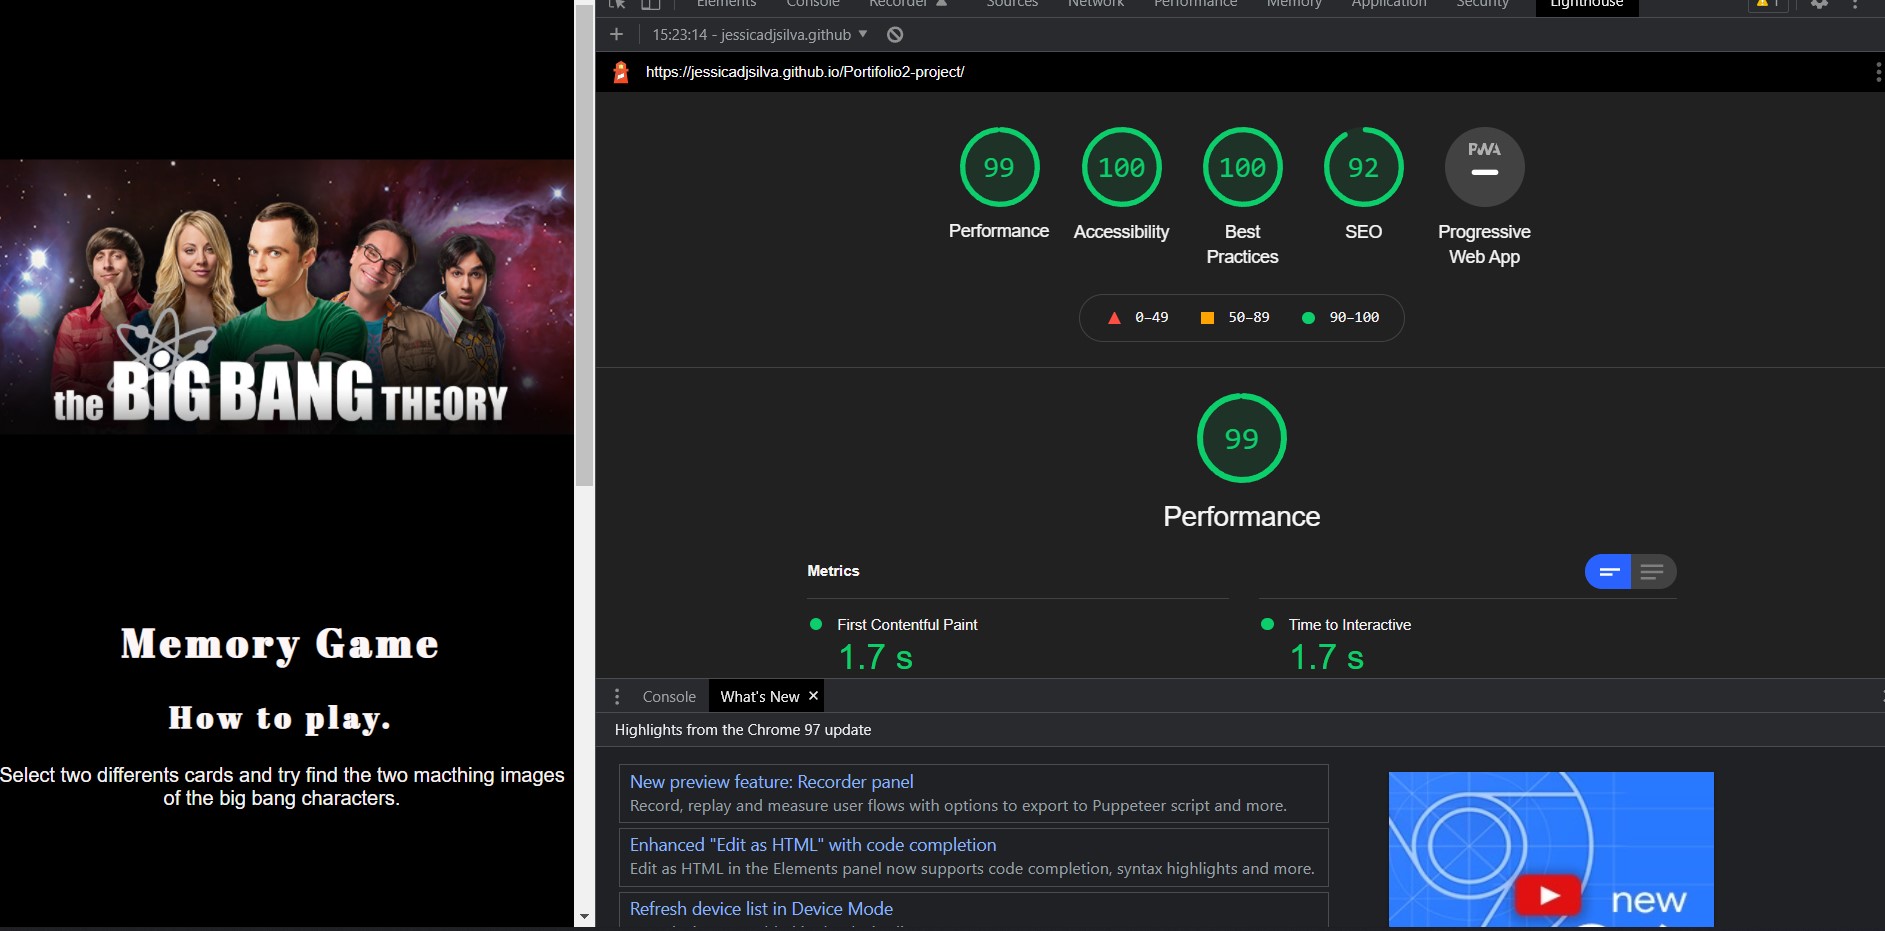 the BIG BANG THEORY
Memory Game
How to play.
Select two differents cards and try find the two macthing images
of the big bang characters.
Elements Console Recorder Sources Network Performance Memory Application Security Lighthouse 1
+ 15:23:14 - jessicadjsilva.github
https://jessicadjsilva.github.io/Portifolio2-project/
99 100 100 92 PWA
Performance Accessibility Best Practices SEO Progressive Web App
0–49 50–89 90–100
99
Performance
Metrics
First Contentful Paint
1.7 s
Time to Interactive
1.7 s
Console What's New ×
Highlights from the Chrome 97 update
New preview feature: Recorder panel
Record, replay and measure user flows with options to export to Puppeteer script and more.
Enhanced "Edit as HTML" with code completion
Edit as HTML in the Elements panel now supports code completion, syntax highlights and more.
Refresh device list in Device Mode
new